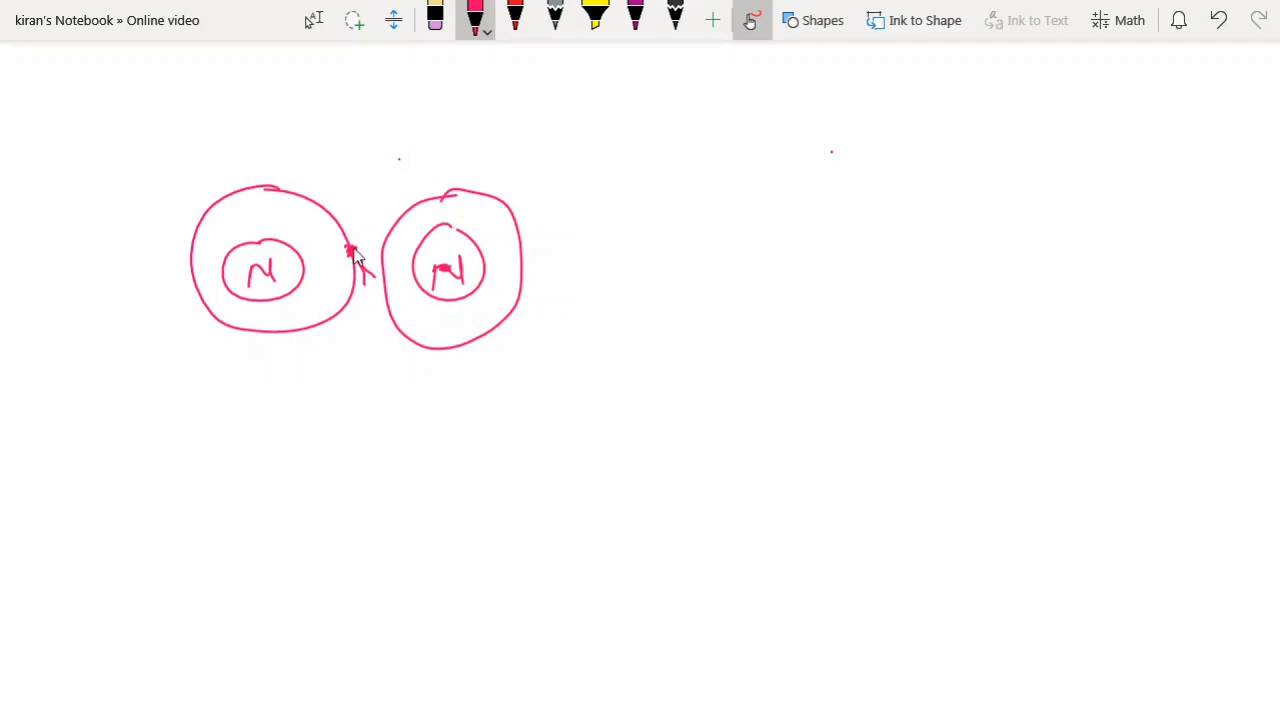 kiran's Notebook » Online video
Shapes
Ink to Shape
Ink to Text
Math
N
N